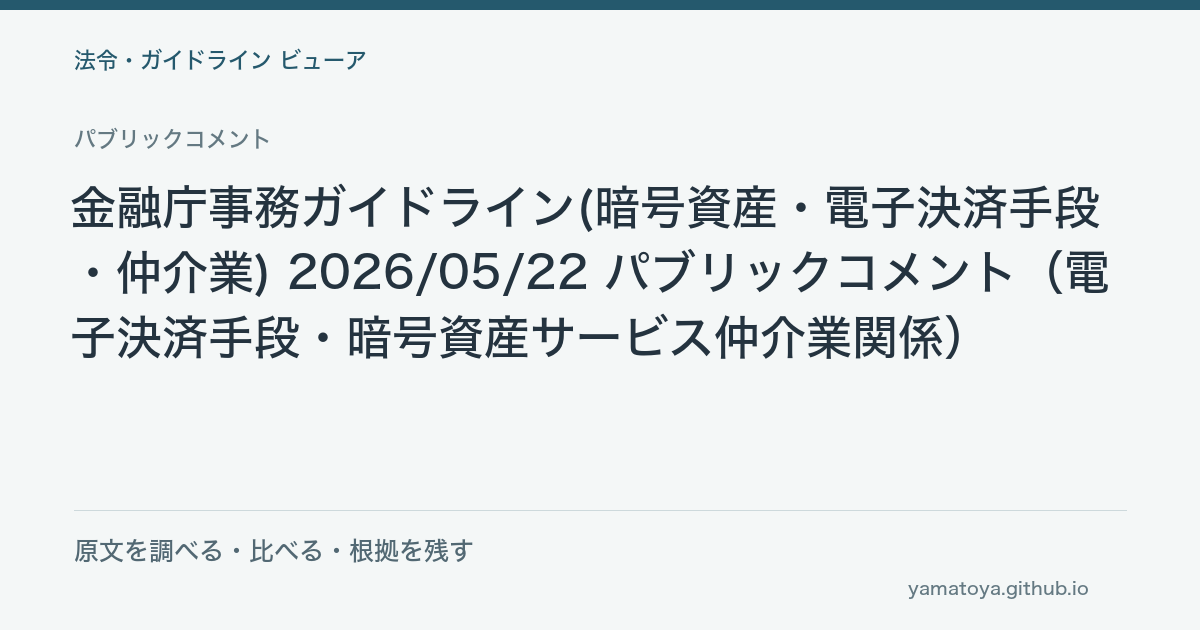 法令・ガイドライン ビューア
パブリックコメント
金融庁事務ガイドライン(暗号資産・電子決済手段
・仲介業) 2026/05/22 パブリックコメント（電
子決済手段・暗号資産サービス仲介業関係）
原文を調べる・比べる・根拠を残す
yamatoya.github.io